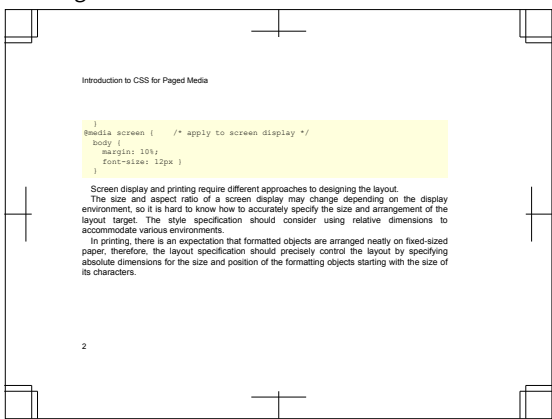 Introduction to CSS for Paged Media
}
@media screen {    /* apply to screen display */
  body {
    margin: 10%;
    font-size: 12px }
  }
Screen display and printing require different approaches to designing the layout.
The size and aspect ratio of a screen display may change depending on the display
environment, so it is hard to know how to accurately specify the size and arrangement of the
layout target. The style specification should consider using relative dimensions to
accommodate various environments.
In printing, there is an expectation that formatted objects are arranged neatly on fixed-sized
paper, therefore, the layout specification should precisely control the layout by specifying
absolute dimensions for the size and position of the formatting objects starting with the size of
its characters.
2